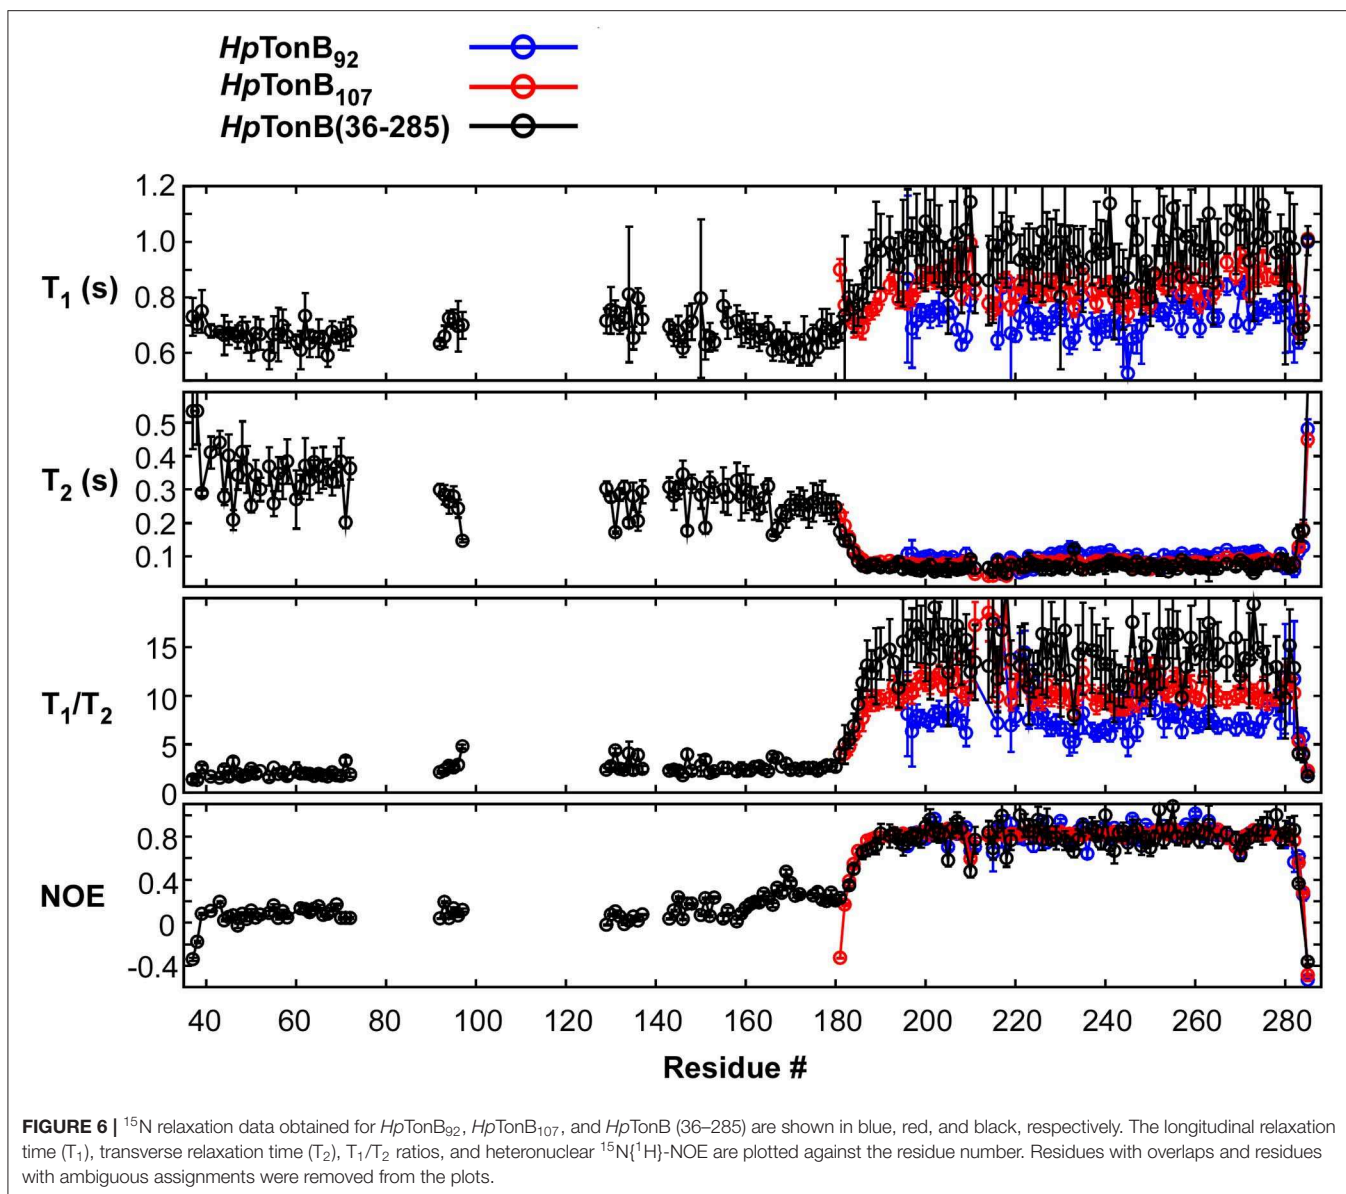 HpTonB92
HpTonB107
HpTonB(36-285)
1.2
1.0
0.8
0.6
T1 (s)
0.5
0.4
0.3
0.2
0.1
T2 (s)
15
10
5
0
T1/T2
0.8
0.4
0
-0.4
NOE
40 60 80 100 120 140 160 180 200 220 240 260 280
Residue #
FIGURE 6 | 15N relaxation data obtained for HpTonB92, HpTonB107, and HpTonB (36–285) are shown in blue, red, and black, respectively. The longitudinal relaxation
time (T1), transverse relaxation time (T2), T1/T2 ratios, and heteronuclear 15N{1H}-NOE are plotted against the residue number. Residues with overlaps and residues
with ambiguous assignments were removed from the plots.